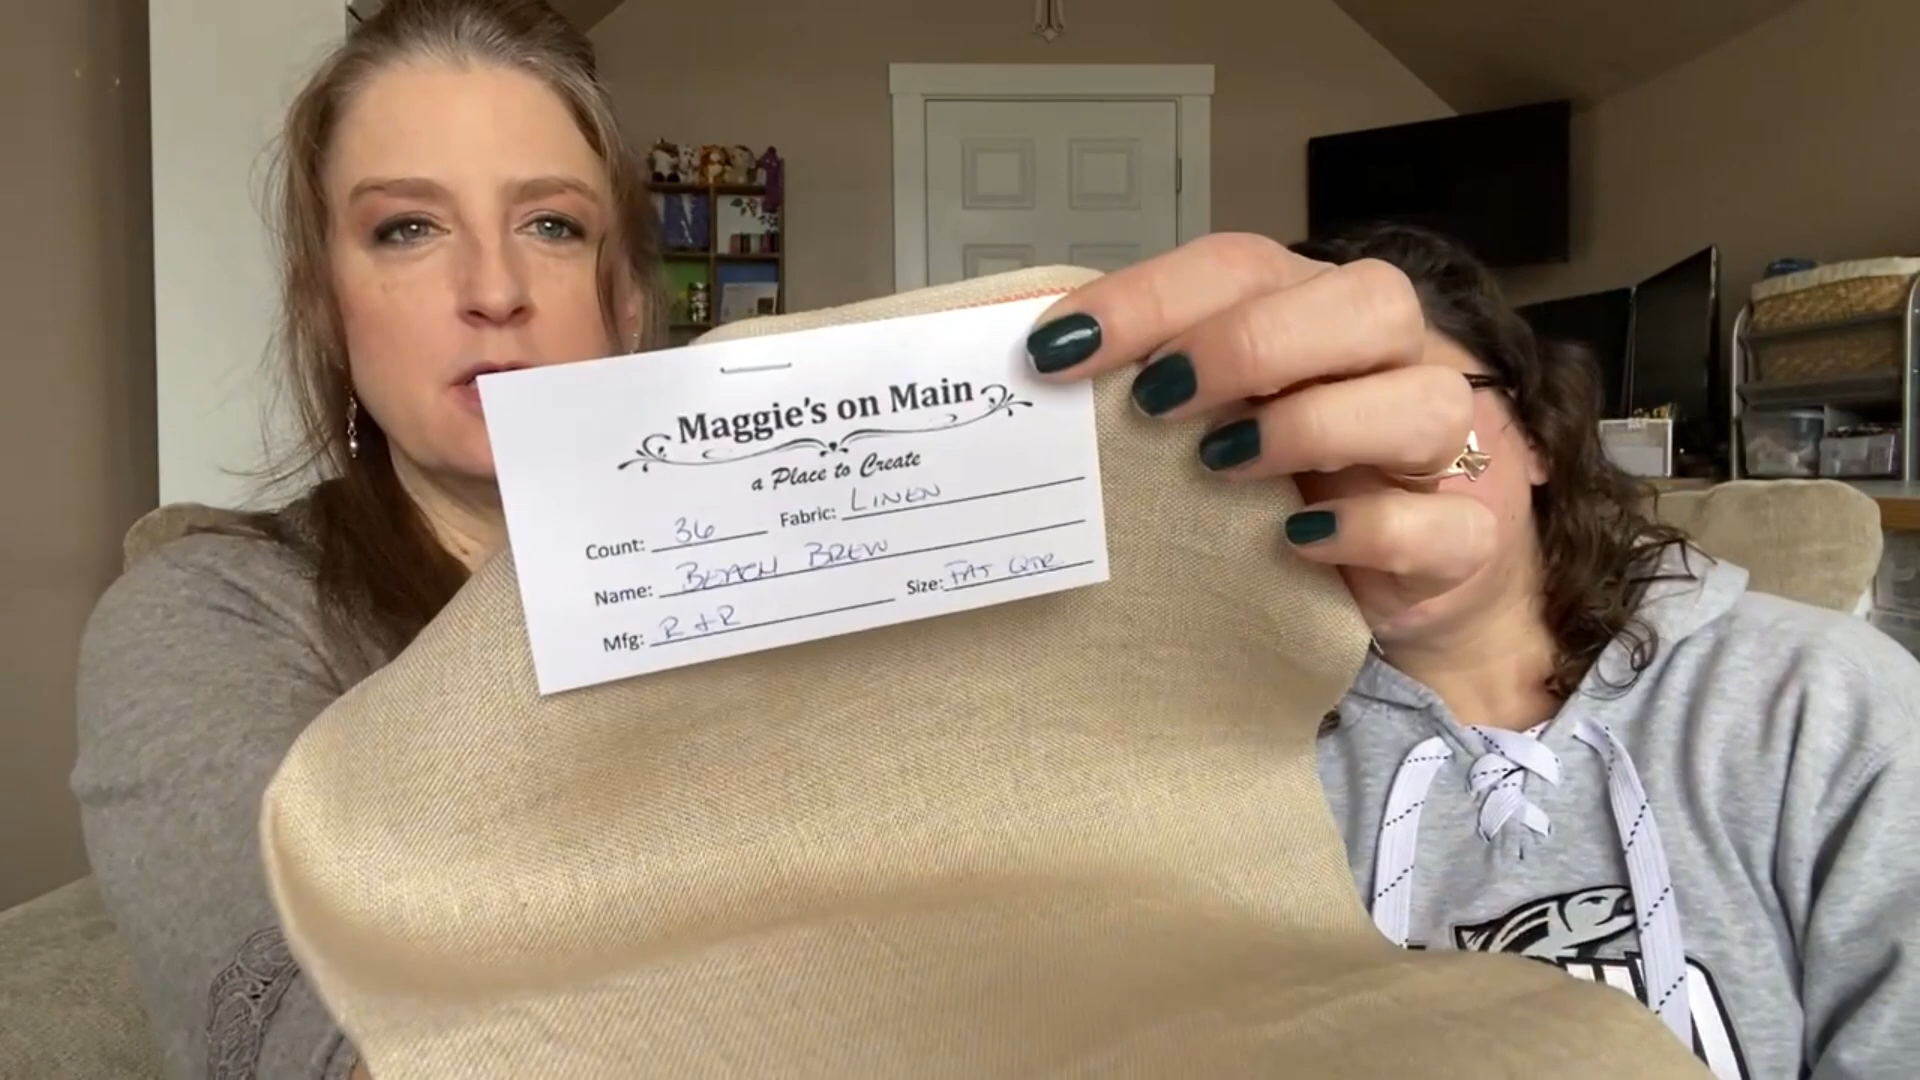 Maggie's on Main
a Place to Create
Count: 36 Fabric: LINEN
Name: BEACH BREW
Mfg: R+R Size: FAT QTR